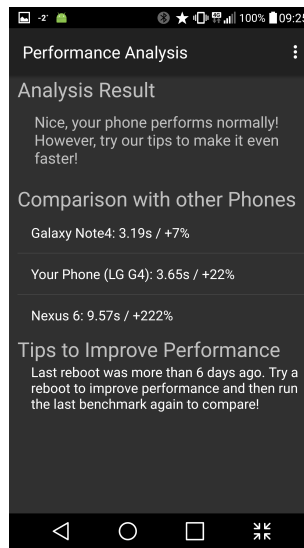 -2° 4G 100% 09:25
Performance Analysis
Analysis Result
Nice, your phone performs normally!
However, try our tips to make it even
faster!
Comparison with other Phones
Galaxy Note4: 3.19s / +7%
Your Phone (LG G4): 3.65s / +22%
Nexus 6: 9.57s / +222%
Tips to Improve Performance
Last reboot was more than 6 days ago. Try a
reboot to improve performance and then run
the last benchmark again to compare!